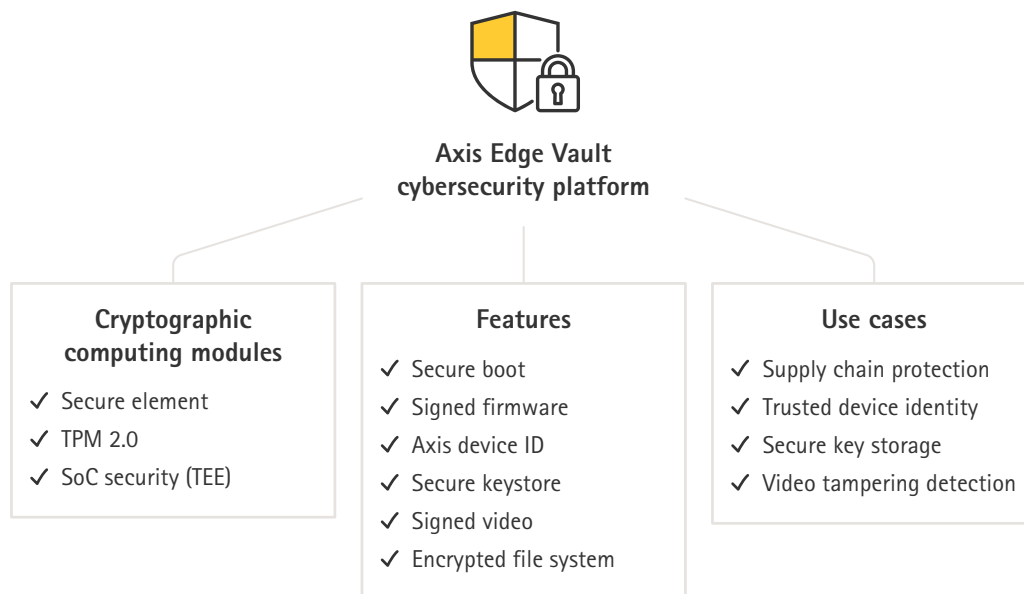 Axis Edge Vault
cybersecurity platform
Cryptographic
computing modules
Secure element
TPM 2.0
SoC security (TEE)
Features
Secure boot
Signed firmware
Axis device ID
Secure keystore
Signed video
Encrypted file system
Use cases
Supply chain protection
Trusted device identity
Secure key storage
Video tampering detection